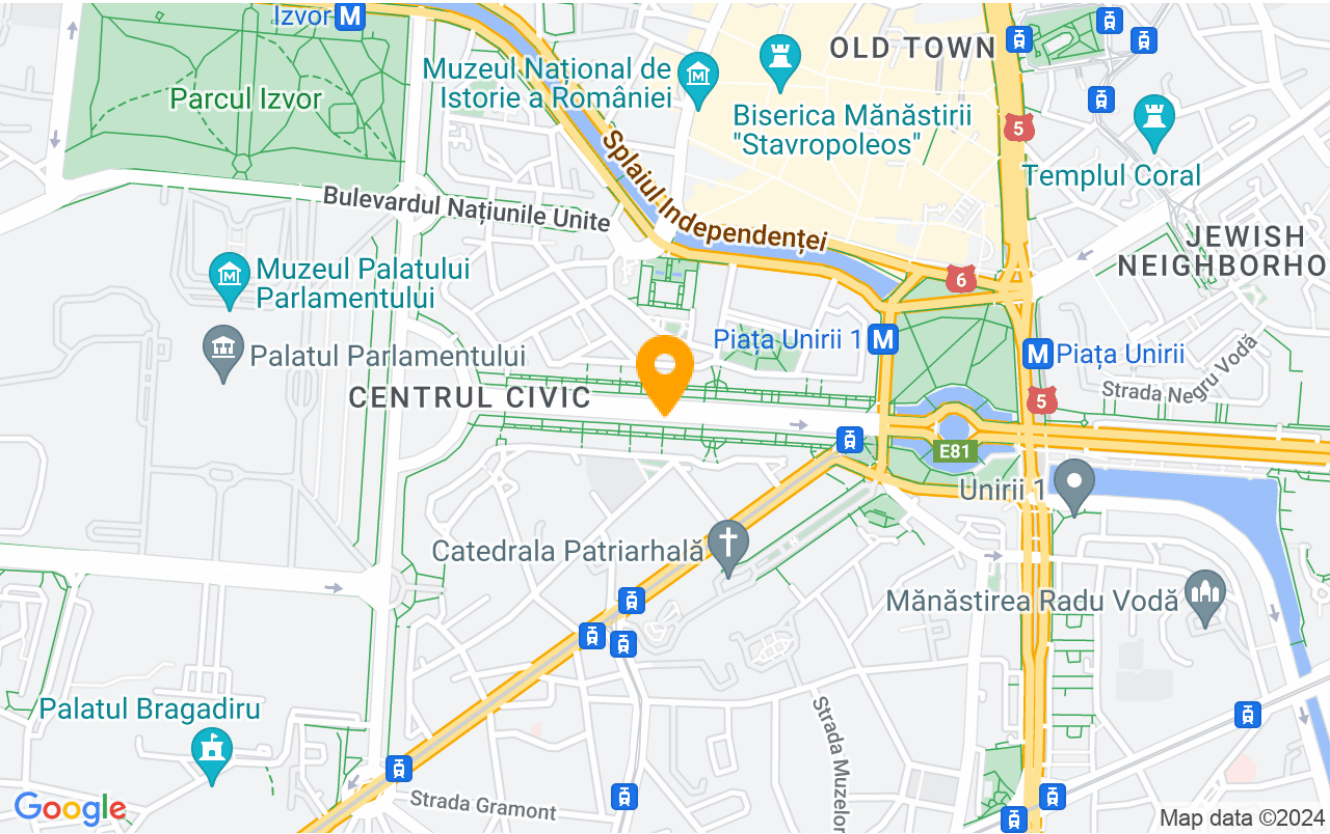 Izvor M
OLD TOWN
Muzeul Național de
Istorie a României
Parcul Izvor
Biserica Mănăstirii
"Stavropoleos"
5
Templul Coral
Splaiul Independenței
Bulevardul Națiunile Unite
JEWISH
NEIGHBORHO
Muzeul Palatului
Parlamentului
6
Piața Unirii 1 M
M Piața Unirii
Palatul Parlamentului
Strada Negru Vodă
CENTRUL CIVIC
5
E81
Unirii 1
Catedrala Patriarhală
Mănăstirea Radu Vodă
Palatul Bragadiru
Strada Muzelor
Strada Gramont
Google
Map data ©2024